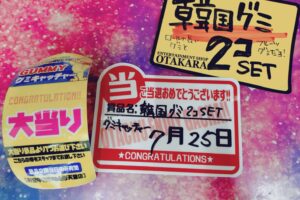 GUMMY
キャッチャー
CONGRATULATIONS!!
大当り
当
ご当選おめでとうございます!!
賞品名:韓国グミ2コSET
グミキャッチャー
7月25日
★CONGRATULATIONS★
韓国グミ
ENTERTAINMENT SHOP
OTAKARA
2コ
SET